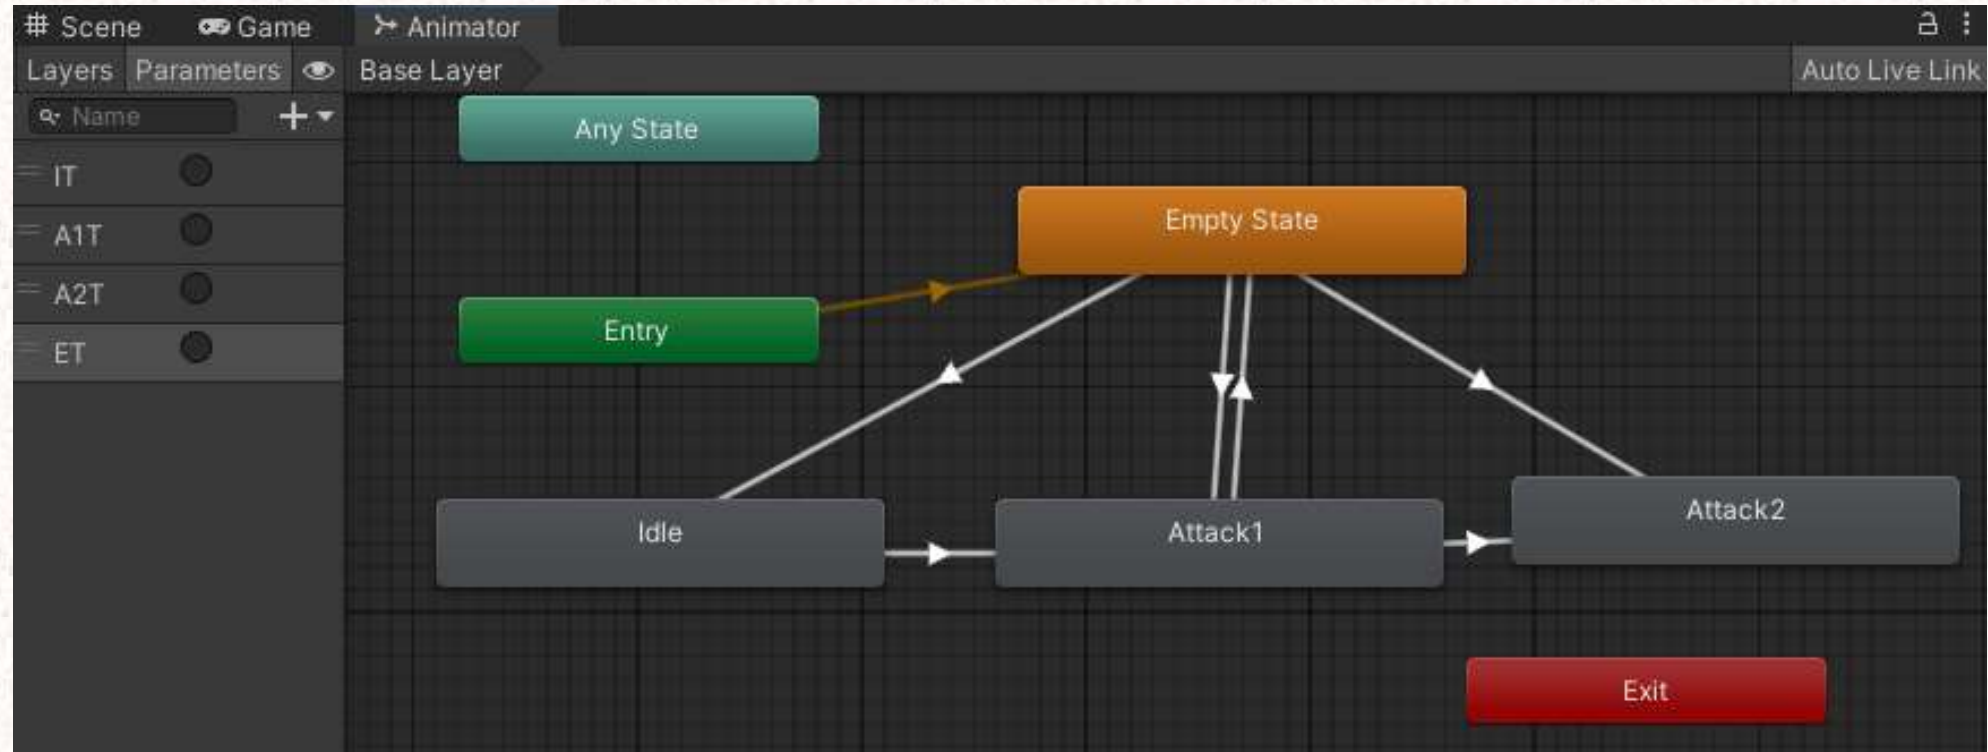 Scene Game Animator
Layers Parameters Base Layer Auto Live Link
Name
Any State
IT
Empty State
A1T
A2T
Entry
ET
Idle Attack1 Attack2
Exit